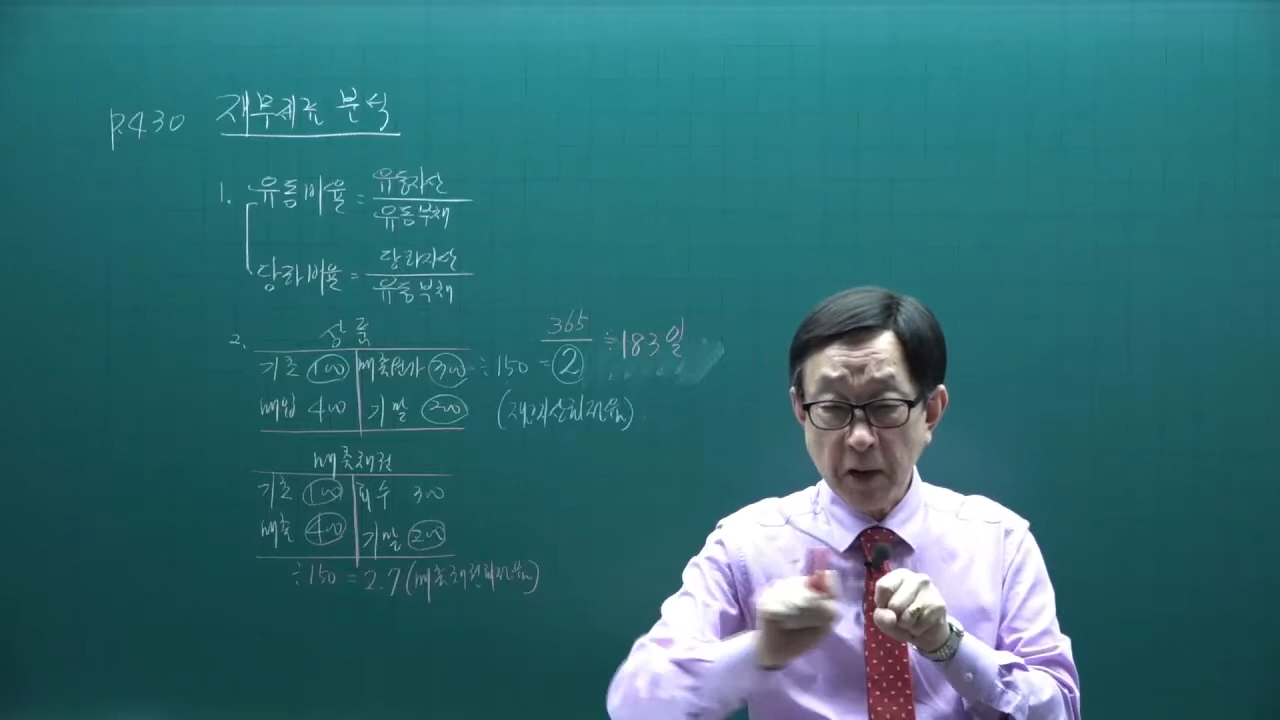 P.430 재무제표 분석
1. 유동비율 = 유동자산
유동부채
당좌비율 = 당좌자산
유동부채
2. 상품
기초 100 매출원가 300 ÷ 150 = 2
365
÷ 183일
매입 400 기말 200 (재고자산회전율)
매출채권
기초 100 회수 300
매출 400 기말 200
÷ 150 = 2.7 (매출채권회전율)